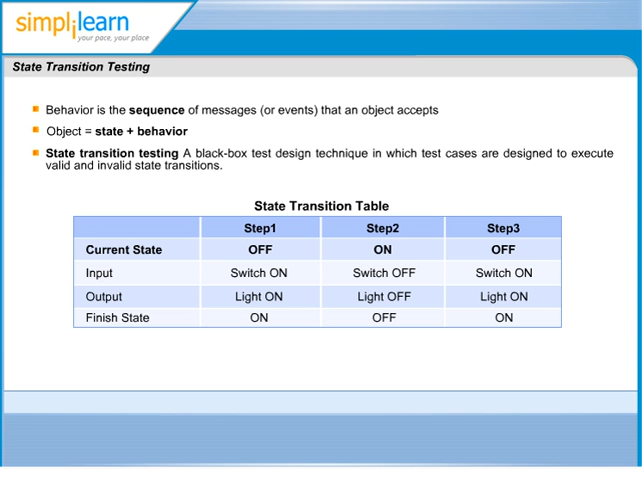 simplilearn
your pace, your place
State Transition Testing
Behavior is the sequence of messages (or events) that an object accepts
Object = state + behavior
State transition testing A black-box test design technique in which test cases are designed to execute
valid and invalid state transitions.
State Transition Table
Step1 Step2 Step3
Current State OFF ON OFF
Input Switch ON Switch OFF Switch ON
Output Light ON Light OFF Light ON
Finish State ON OFF ON